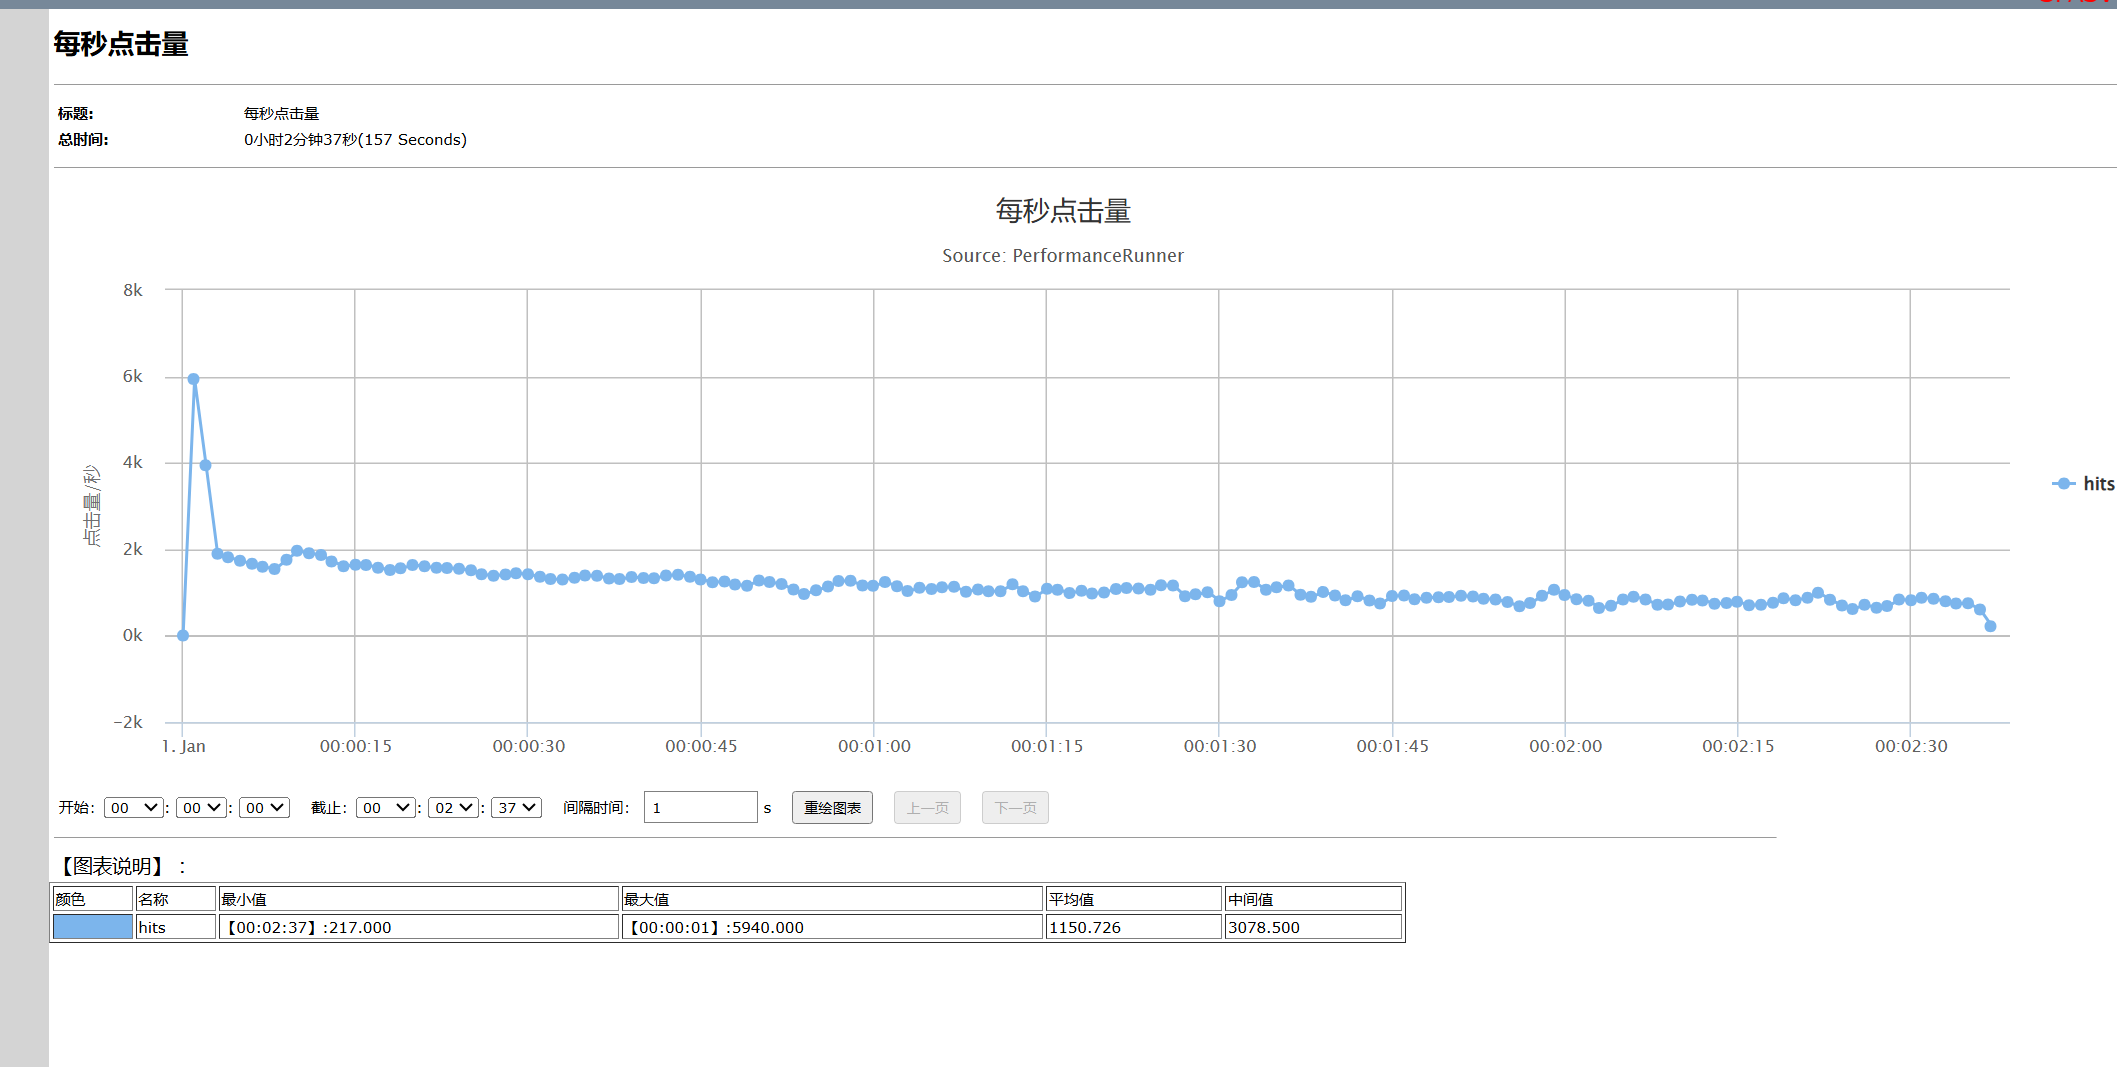 每秒点击量
标题: 每秒点击量
总时间: 0小时2分钟37秒(157 Seconds)
每秒点击量
Source: PerformanceRunner
8k
6k
4k
2k
0k
−2k
点击量/秒
hits
1. Jan 00:00:15 00:00:30 00:00:45 00:01:00 00:01:15 00:01:30 00:01:45 00:02:00 00:02:15 00:02:30
开始: 00 : 00 : 00 截止: 00 : 02 : 37 间隔时间: 1 s 重绘图表 上一页 下一页
【图表说明】：
颜色 名称 最小值 最大值 平均值 中间值
hits 【00:02:37】:217.000 【00:00:01】:5940.000 1150.726 3078.500